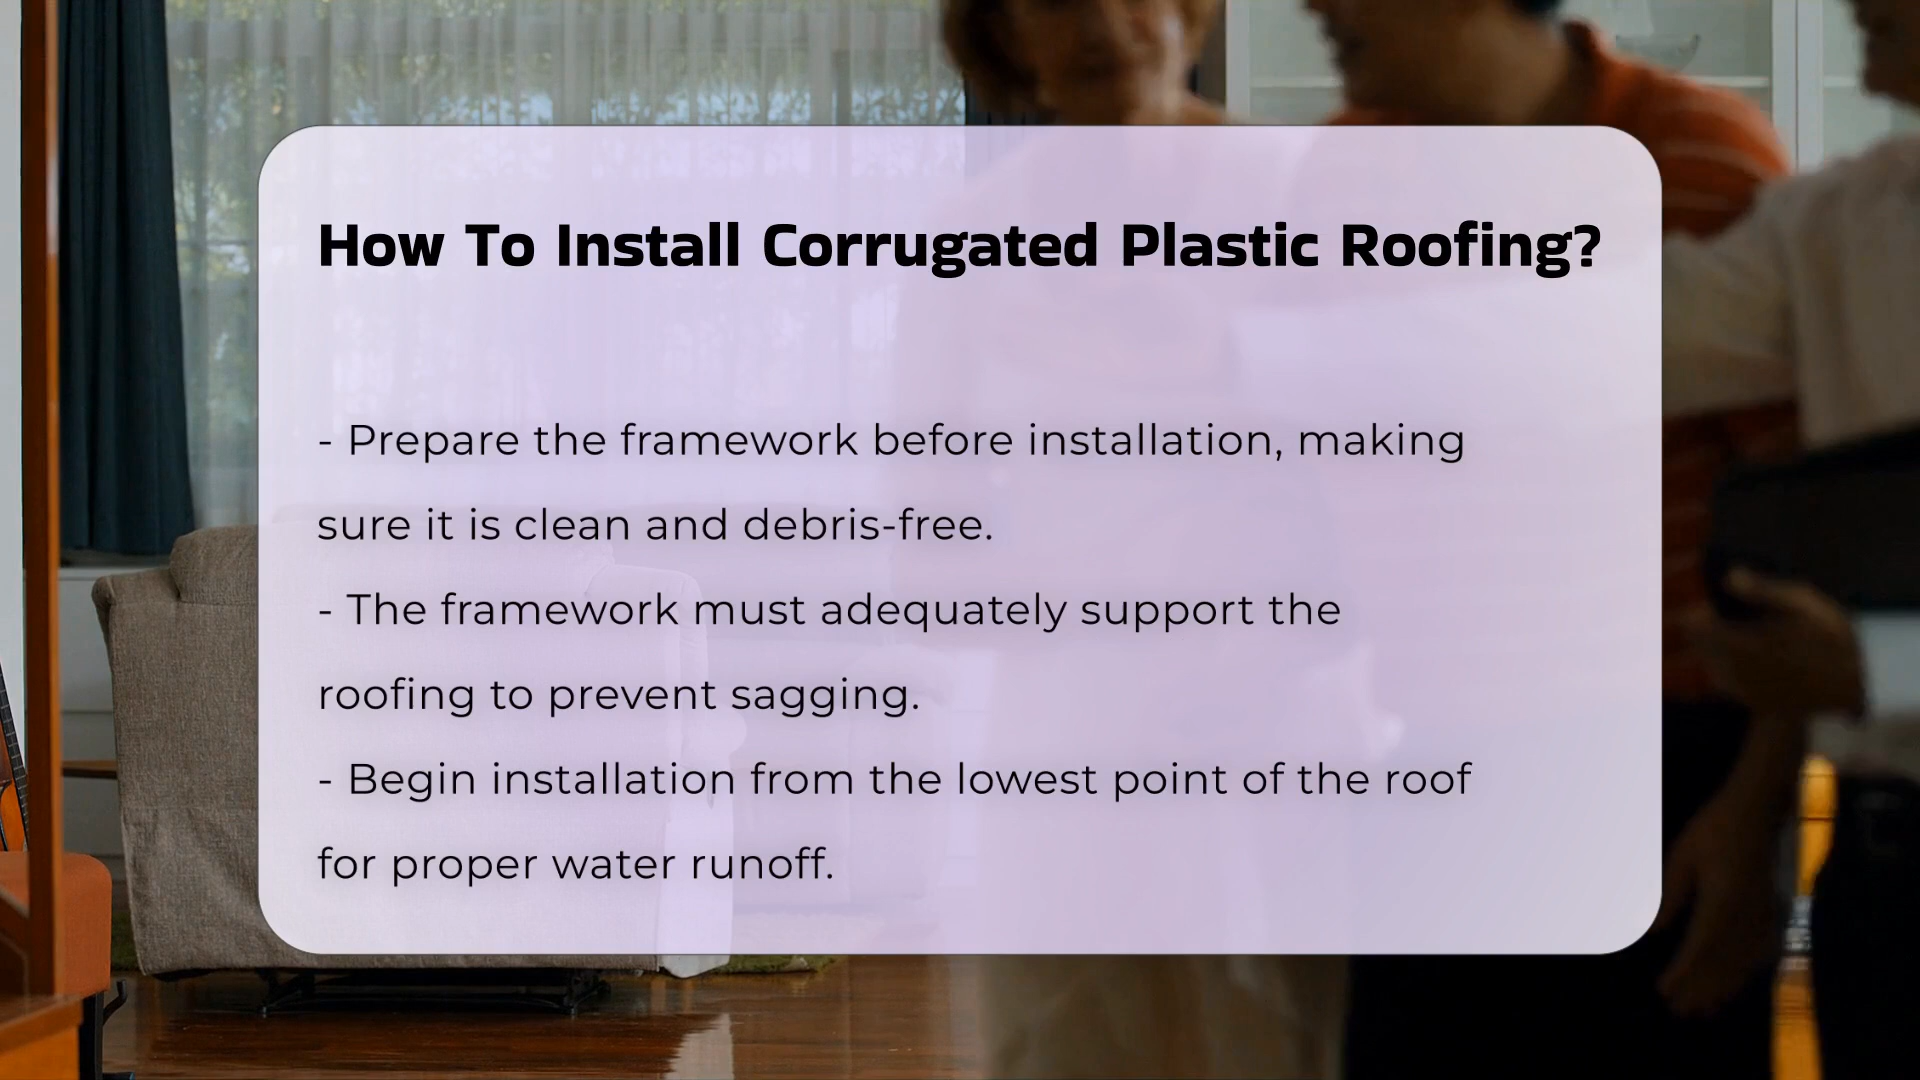 How To Install Corrugated Plastic Roofing?
- Prepare the framework before installation, making
sure it is clean and debris-free.
- The framework must adequately support the
roofing to prevent sagging.
- Begin installation from the lowest point of the roof
for proper water runoff.